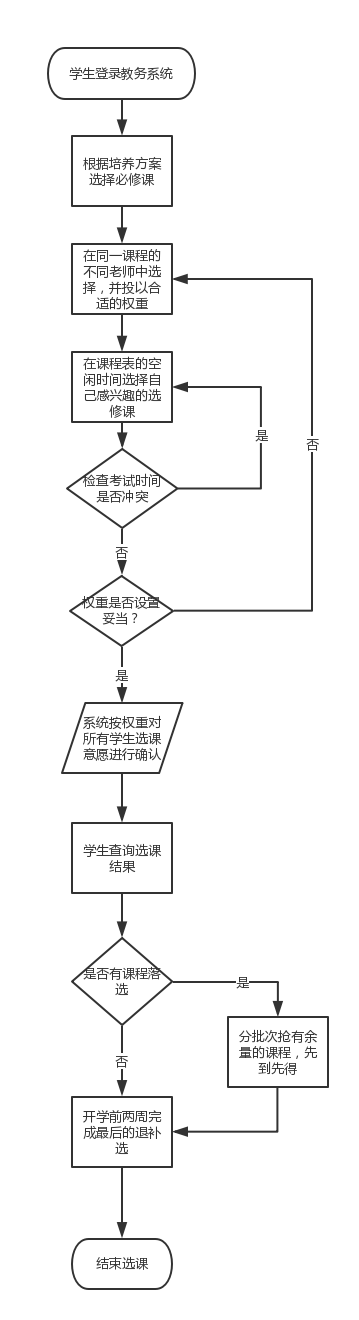 学生登录教务系统
根据培养方案
选择必修课
在同一课程的
不同老师中选
择，并投以合
适的权重
在课程表的空
闲时间选择自
己感兴趣的选
修课
是
否
检查考试时间
是否冲突
否
权重是否设置
妥当？
是
系统按权重对
所有学生选课
意愿进行确认
学生查询选课
结果
是否有课程落
选
是
分批次抢有余
量的课程，先
到先得
否
开学前两周完
成最后的退补
选
结束选课